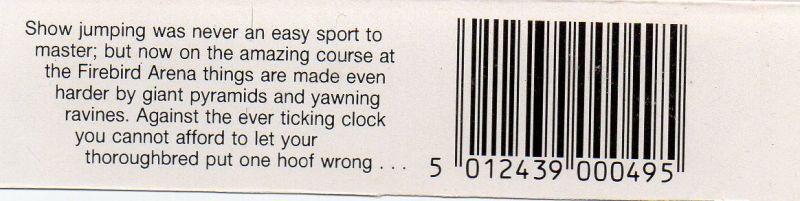 Show jumping was never an easy sport to
master; but now on the amazing course at
the Firebird Arena things are made even
harder by giant pyramids and yawning
ravines. Against the ever ticking clock
you cannot afford to let your
thoroughbred put one hoof wrong . . .
5 012439 000495